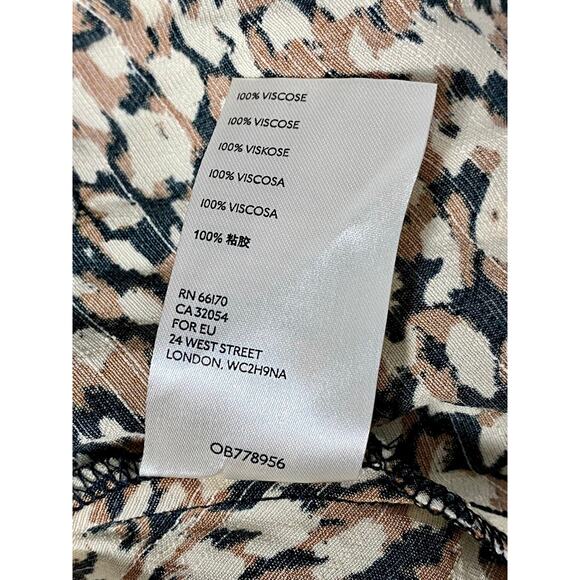 100% VISCOSE
100% VISCOSE
100% VISKOSE
100% VISCOSA
100% VISCOSA
100% 粘胶
RN 66170
CA 32054
FOR EU
24 WEST STREET
LONDON, WC2H9NA
OB778956